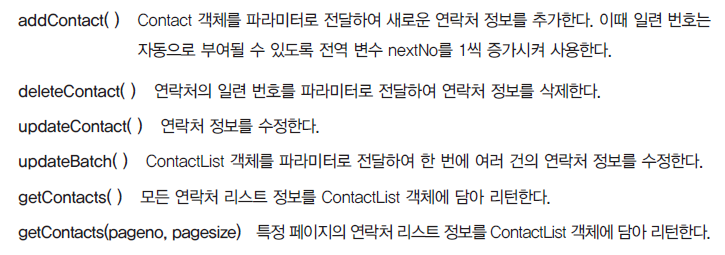 addContact( ) Contact 객체를 파라미터로 전달하여 새로운 연락처 정보를 추가한다. 이때 일련 번호는
자동으로 부여될 수 있도록 전역 변수 nextNo를 1씩 증가시켜 사용한다.
deleteContact( ) 연락처의 일련 번호를 파라미터로 전달하여 연락처 정보를 삭제한다.
updateContact( ) 연락처 정보를 수정한다.
updateBatch( ) ContactList 객체를 파라미터로 전달하여 한 번에 여러 건의 연락처 정보를 수정한다.
getContacts( ) 모든 연락처 리스트 정보를 ContactList 객체에 담아 리턴한다.
getContacts(pageno, pagesize) 특정 페이지의 연락처 리스트 정보를 ContactList 객체에 담아 리턴한다.